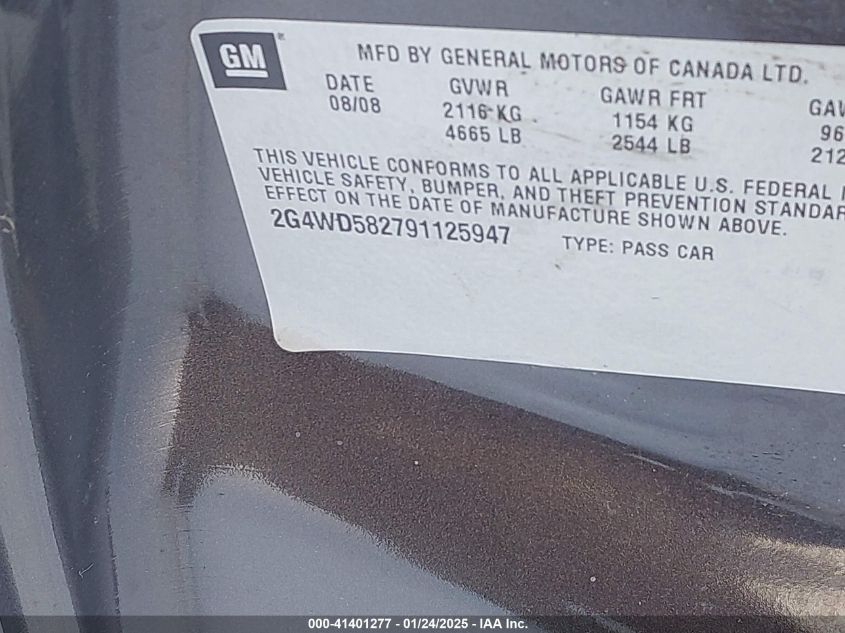 GM
MFD BY GENERAL MOTORS OF CANADA LTD.
DATE GVWR GAWR FRT
08/08 2116 KG 1154 KG 96
4665 LB 2544 LB 212
THIS VEHICLE CONFORMS TO ALL APPLICABLE U.S. FEDERAL
VEHICLE SAFETY, BUMPER, AND THEFT PREVENTION STANDAR
EFFECT ON THE DATE OF MANUFACTURE SHOWN ABOVE.
2G4WD582791125947 TYPE: PASS CAR
000-41401277 - 01/24/2025 - IAA Inc.